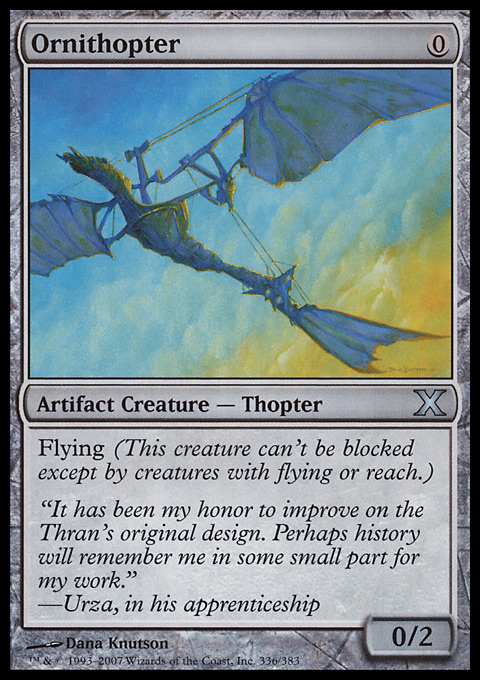 Ornithopter 0
Artifact Creature — Thopter X
Flying (This creature can't be blocked
except by creatures with flying or reach.)
“It has been my honor to improve on the
Thran's original design. Perhaps history
will remember me in some small part for
my work.”
—Urza, in his apprenticeship
Dana Knutson
0/2
™ & © 1993–2007 Wizards of the Coast, Inc. 336/383